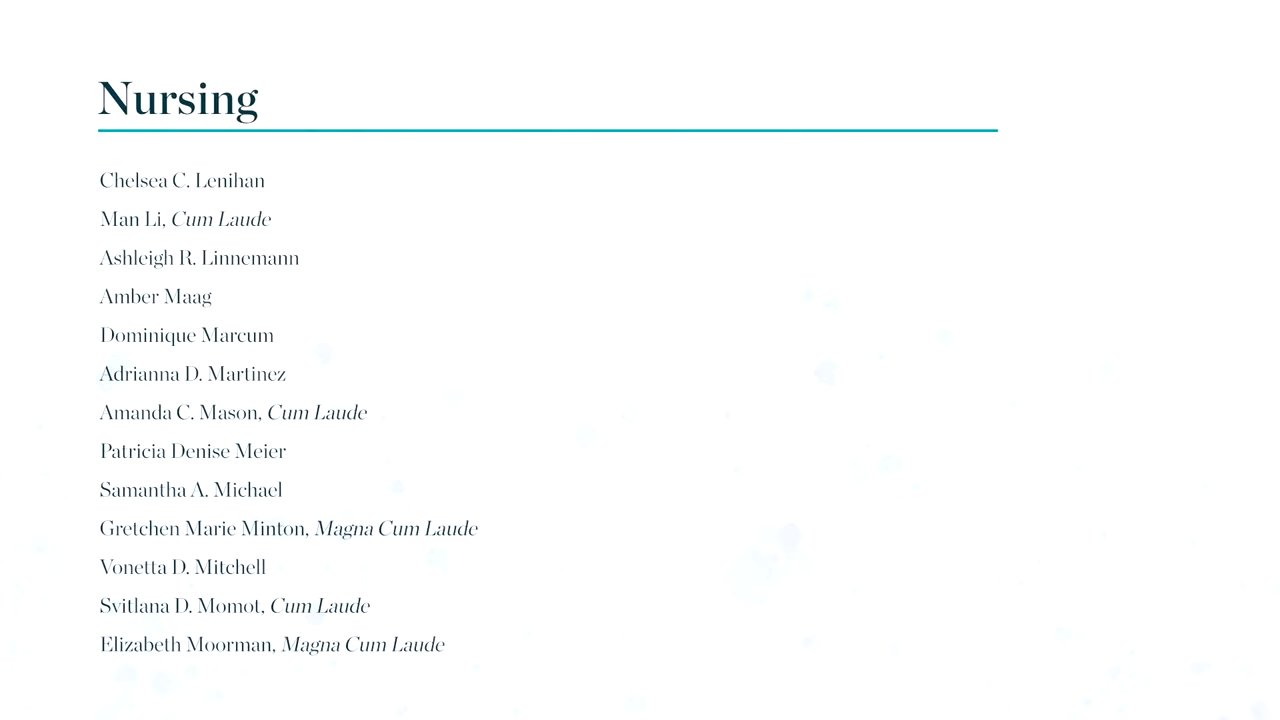 Nursing
Chelsea C. Lenihan
Man Li, Cum Laude
Ashleigh R. Linnemann
Amber Maag
Dominique Marcum
Adrianna D. Martinez
Amanda C. Mason, Cum Laude
Patricia Denise Meier
Samantha A. Michael
Gretchen Marie Minton, Magna Cum Laude
Vonetta D. Mitchell
Svitlana D. Momot, Cum Laude
Elizabeth Moorman, Magna Cum Laude